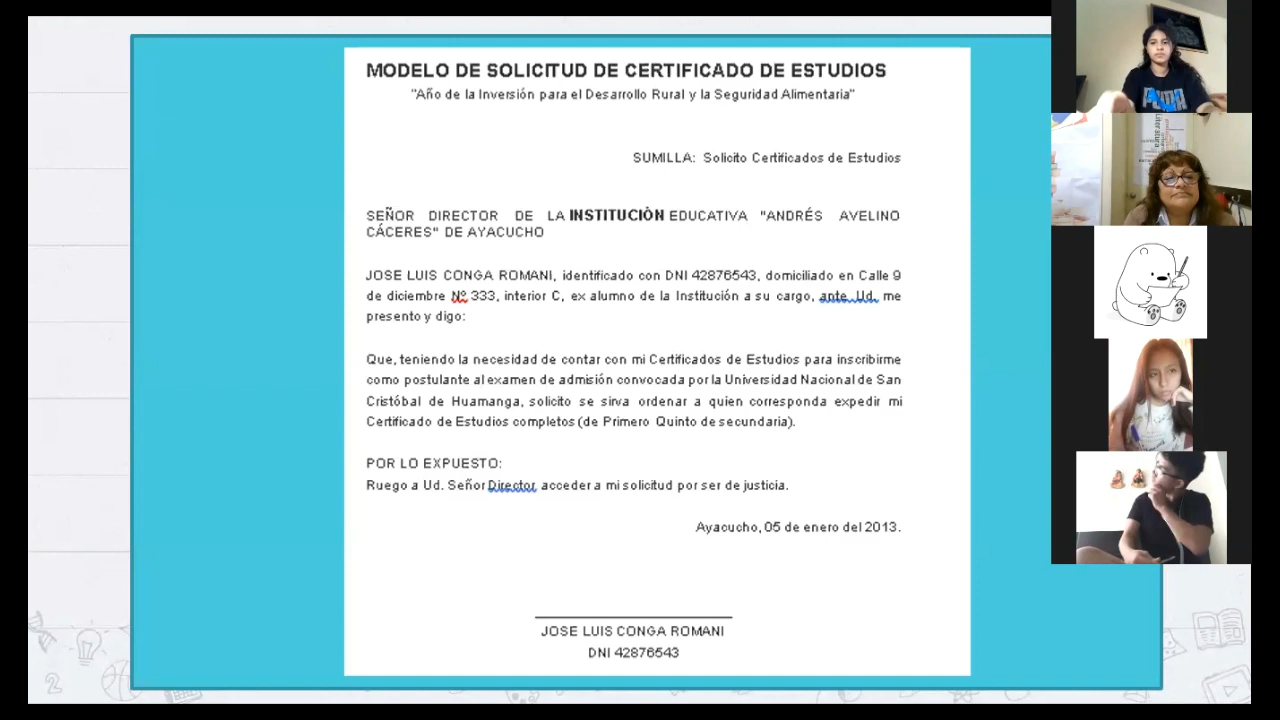 MODELO DE SOLICITUD DE CERTIFICADO DE ESTUDIOS
"Año de la Inversión para el Desarrollo Rural y la Seguridad Alimentaria"
SUMILLA: Solicito Certificados de Estudios
SEÑOR DIRECTOR DE LA INSTITUCIÓN EDUCATIVA "ANDRÉS AVELINO
CÁCERES" DE AYACUCHO
JOSE LUIS CONGA ROMANI, identificado con DNI 42876543, domiciliado en Calle 9
de diciembre Nº 333, interior C, ex alumno de la Institución a su cargo, ante Ud. me
presento y digo:
Que, teniendo la necesidad de contar con mi Certificados de Estudios para inscribirme
como postulante al examen de admisión convocada por la Universidad Nacional de San
Cristóbal de Huamanga, solicito se sirva ordenar a quien corresponda expedir mi
Certificado de Estudios completos (de Primero Quinto de secundaria).
POR LO EXPUESTO:
Ruego a Ud. Señor Director, acceder a mi solicitud por ser de justicia.
Ayacucho, 05 de enero del 2013.
JOSE LUIS CONGA ROMANI
DNI 42876543
Literatura